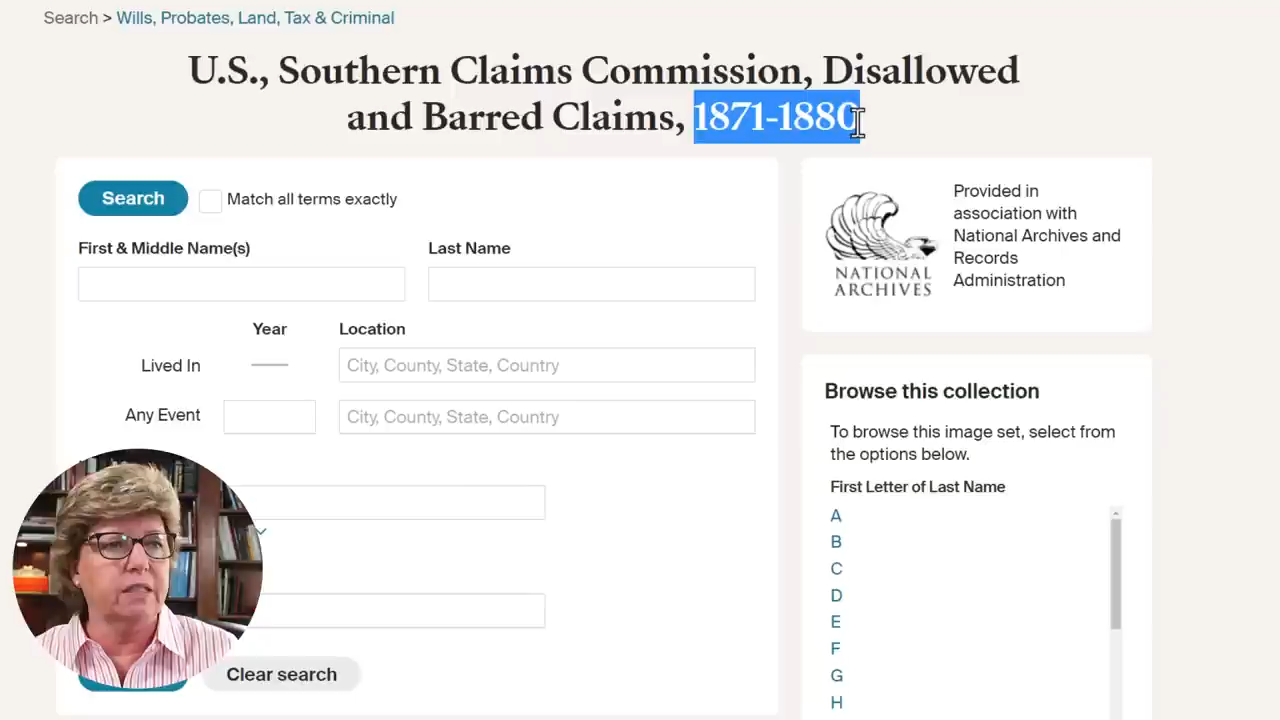 Search > Wills, Probates, Land, Tax & Criminal
U.S., Southern Claims Commission, Disallowed
and Barred Claims, 1871-1880
Search
Match all terms exactly
First & Middle Name(s)
Last Name
Year
Location
Lived In
City, County, State, Country
Any Event
City, County, State, Country
Clear search
NATIONAL
ARCHIVES
Provided in
association with
National Archives and
Records
Administration
Browse this collection
To browse this image set, select from
the options below.
First Letter of Last Name
A
B
C
D
E
F
G
H